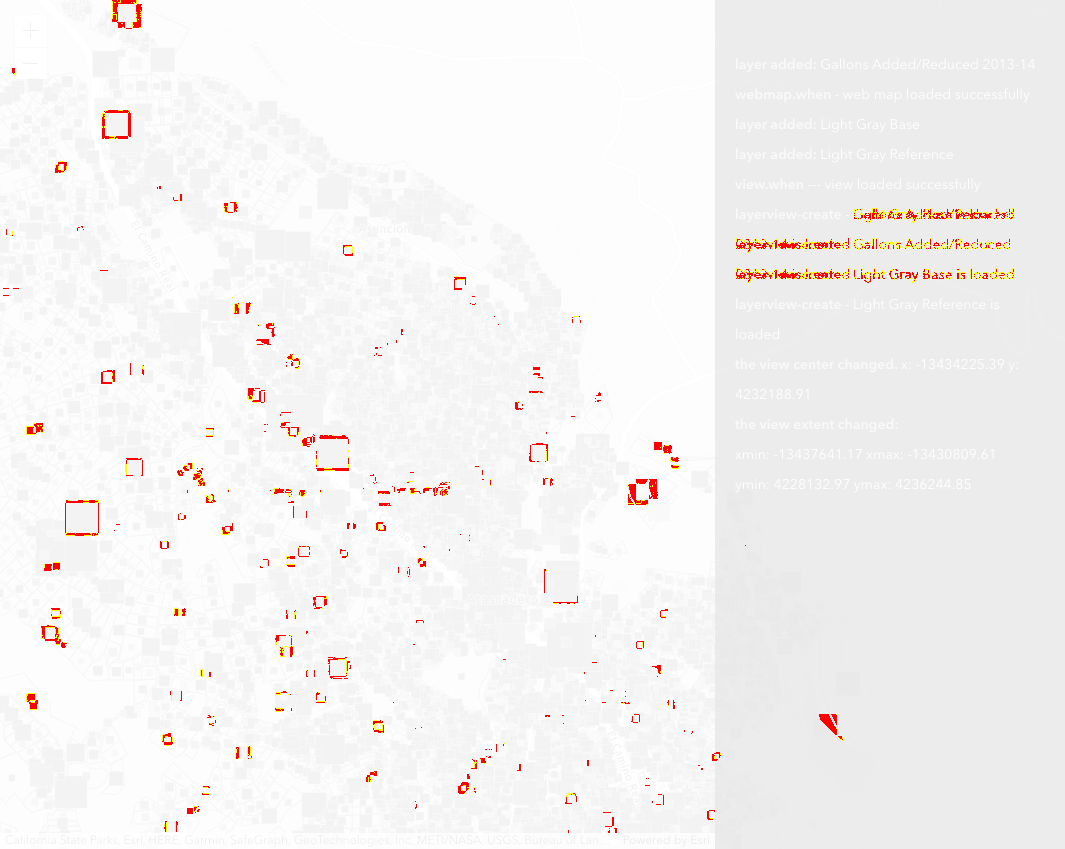 layer added: Gallons Added/Reduced 2013-14
webmap.when - web map loaded successfully
layer added: Light Gray Base
layer added: Light Gray Reference
view.when — view loaded successfully
layerview-create -
Gallons Added/Reduced
Light Gray Base is loaded
layerview-create - Light Gray Reference is
loaded
the view center changed. x: -13434225.39 y:
4232188.91
the view extent changed:
xmin: -13437641.17 xmax: -13430809.61
ymin: 4228132.97 ymax: 4236244.85
California State Parks, Esri, HERE, Garmin, SafeGraph, GeoTechnologies, Inc, METI/NASA, USGS, Bureau of Lan...
Powered by Esri